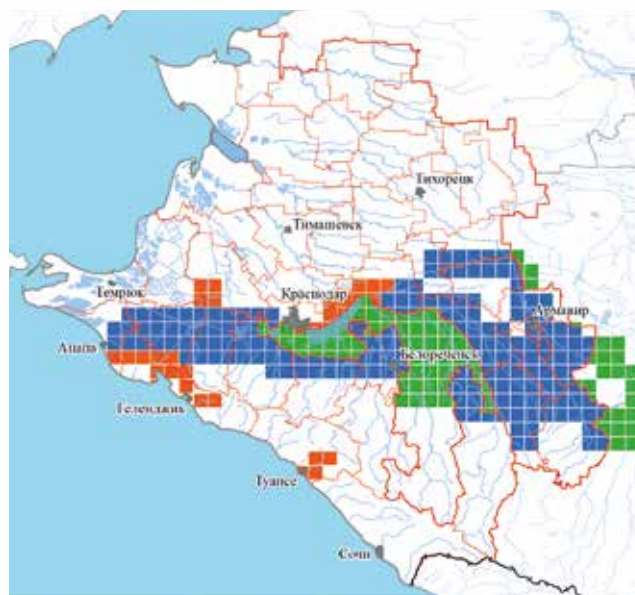 Тихорецк
Тимашевск
Темрюк
Краснодар
Армавир
Анапа
Белореченск
Геленджик
Туапсе
Сочи